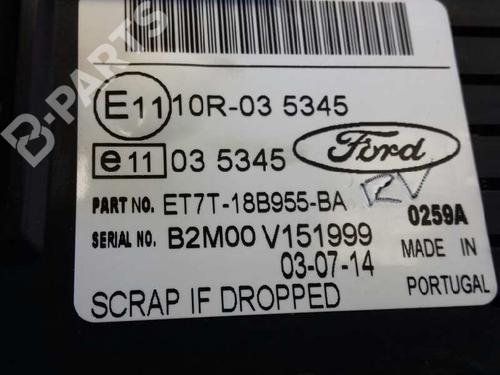 B-PARTS
E11 10R-03 5345
e11 03 5345
Ford
PART NO. ET7T-18B955-BA
0259A
SERIAL NO. B2M00 V151999
03-07-14
MADE IN
PORTUGAL
SCRAP IF DROPPED